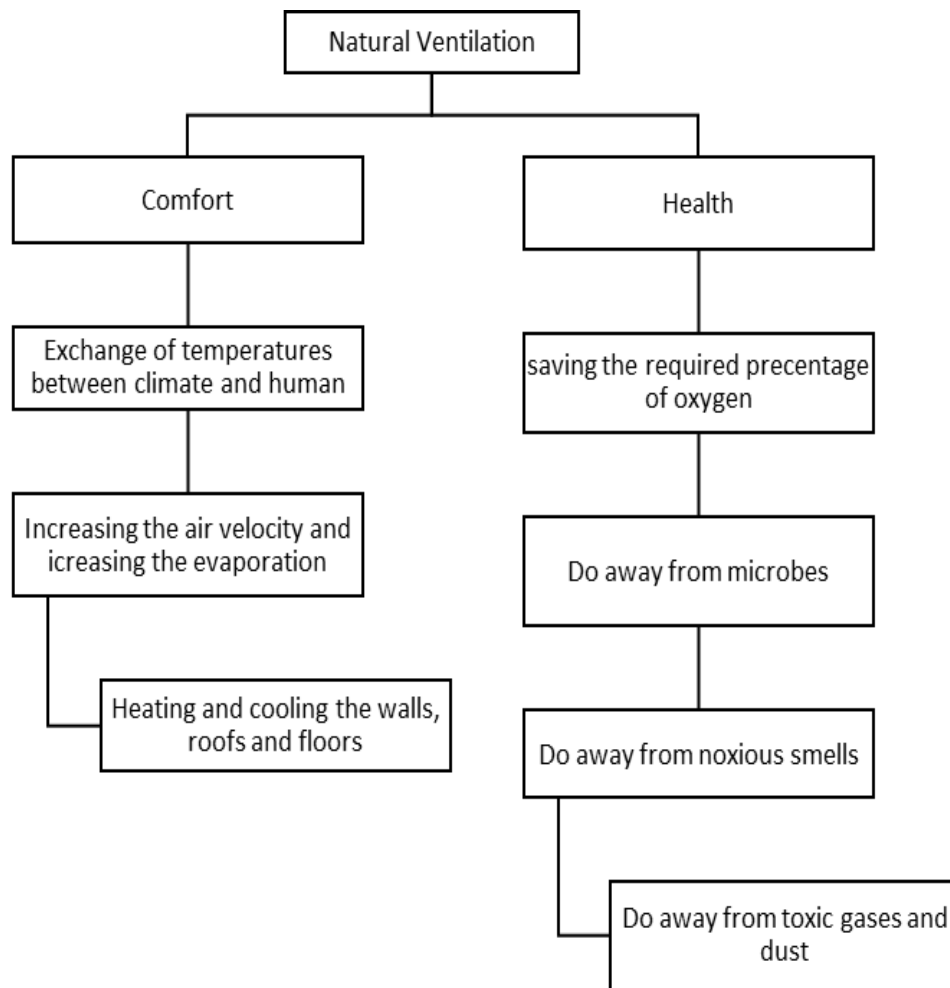 Natural Ventilation
Comfort
Health
Exchange of temperatures
between climate and human
saving the required precentage
of oxygen
Increasing the air velocity and
icreasing the evaporation
Do away from microbes
Heating and cooling the walls,
roofs and floors
Do away from noxious smells
Do away from toxic gases and
dust